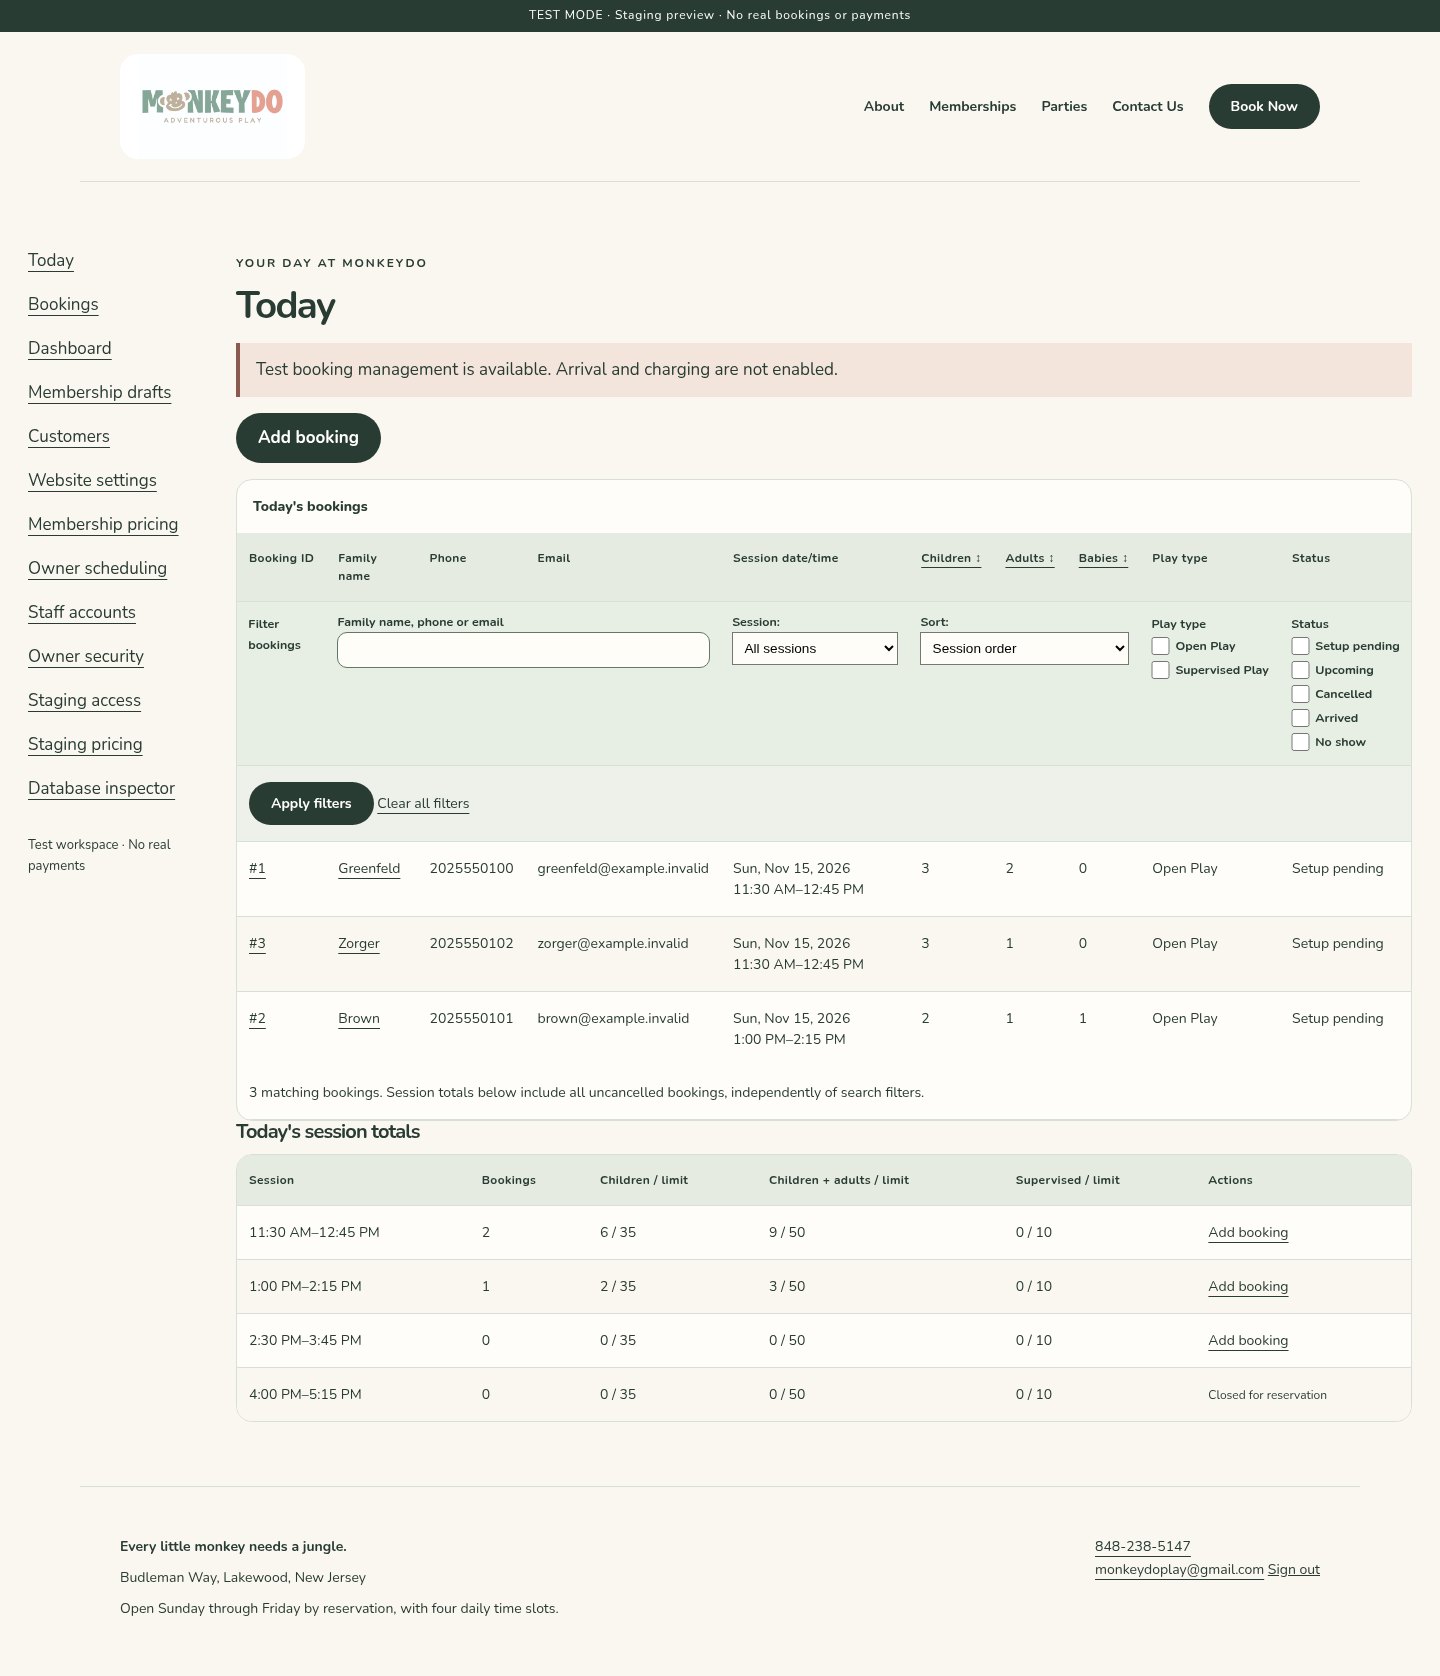 TEST MODE · Staging preview · No real bookings or payments
MONKEYDO
ADVENTUROUS PLAY
About Memberships Parties Contact Us Book Now
Today
Bookings
Dashboard
Membership drafts
Customers
Website settings
Membership pricing
Owner scheduling
Staff accounts
Owner security
Staging access
Staging pricing
Database inspector
Test workspace · No real
payments
YOUR DAY AT MONKEYDO
Today
Test booking management is available. Arrival and charging are not enabled.
Add booking
Today's bookings
Booking ID Family name Phone Email Session date/time Children ↕ Adults ↕ Babies ↕ Play type Status
Filter bookings
Family name, phone or email
Session:
All sessions
Sort:
Session order
Play type
Open Play
Supervised Play
Status
Setup pending
Upcoming
Cancelled
Arrived
No show
Apply filters Clear all filters
#1 Greenfeld 2025550100 greenfeld@example.invalid Sun, Nov 15, 2026 3 2 0 Open Play Setup pending
11:30 AM–12:45 PM
#3 Zorger 2025550102 zorger@example.invalid Sun, Nov 15, 2026 3 1 0 Open Play Setup pending
11:30 AM–12:45 PM
#2 Brown 2025550101 brown@example.invalid Sun, Nov 15, 2026 2 1 1 Open Play Setup pending
1:00 PM–2:15 PM
3 matching bookings. Session totals below include all uncancelled bookings, independently of search filters.
Today's session totals
Session Bookings Children / limit Children + adults / limit Supervised / limit Actions
11:30 AM–12:45 PM 2 6 / 35 9 / 50 0 / 10 Add booking
1:00 PM–2:15 PM 1 2 / 35 3 / 50 0 / 10 Add booking
2:30 PM–3:45 PM 0 0 / 35 0 / 50 0 / 10 Add booking
4:00 PM–5:15 PM 0 0 / 35 0 / 50 0 / 10 Closed for reservation
Every little monkey needs a jungle.
Budleman Way, Lakewood, New Jersey
Open Sunday through Friday by reservation, with four daily time slots.
848-238-5147
monkeydoplay@gmail.com Sign out